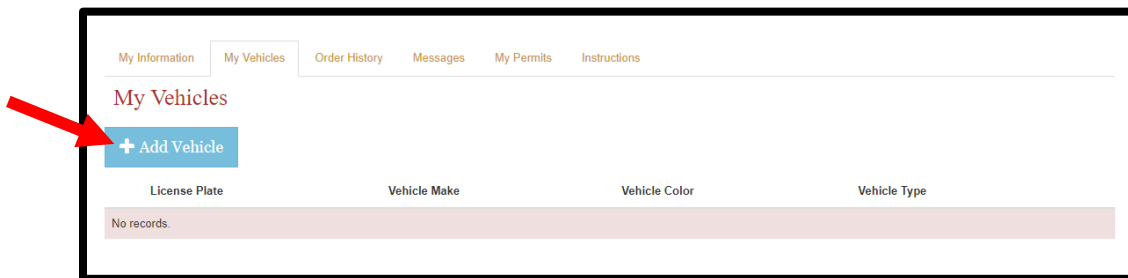 My Information My Vehicles Order History Messages My Permits Instructions
My Vehicles
Add Vehicle
License Plate Vehicle Make Vehicle Color Vehicle Type
No records.